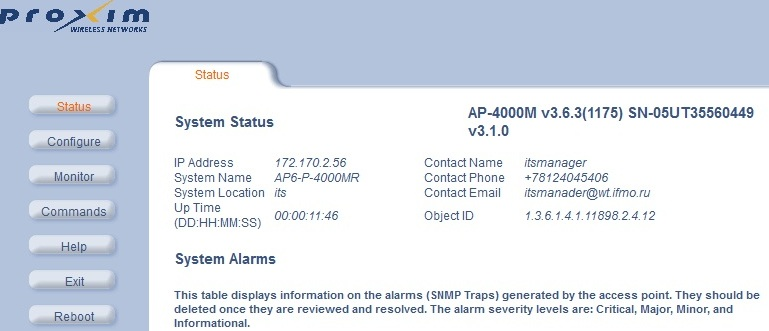 proxim
WIRELESS NETWORKS
Status
Status
Configure
Monitor
Commands
Help
Exit
Reboot
System Status
AP-4000M v3.6.3(1175) SN-05UT35560449
v3.1.0
IP Address 172.170.2.56 Contact Name itsmanager
System Name AP6-P-4000MR Contact Phone +78124045406
System Location its Contact Email itsmanader@wt.ifmo.ru
Up Time
(DD:HH:MM:SS) 00:00:11:46 Object ID 1.3.6.1.4.1.11898.2.4.12
System Alarms
This table displays information on the alarms (SNMP Traps) generated by the access point. They should be
deleted once they are reviewed and resolved. The alarm severity levels are: Critical, Major, Minor, and
Informational.